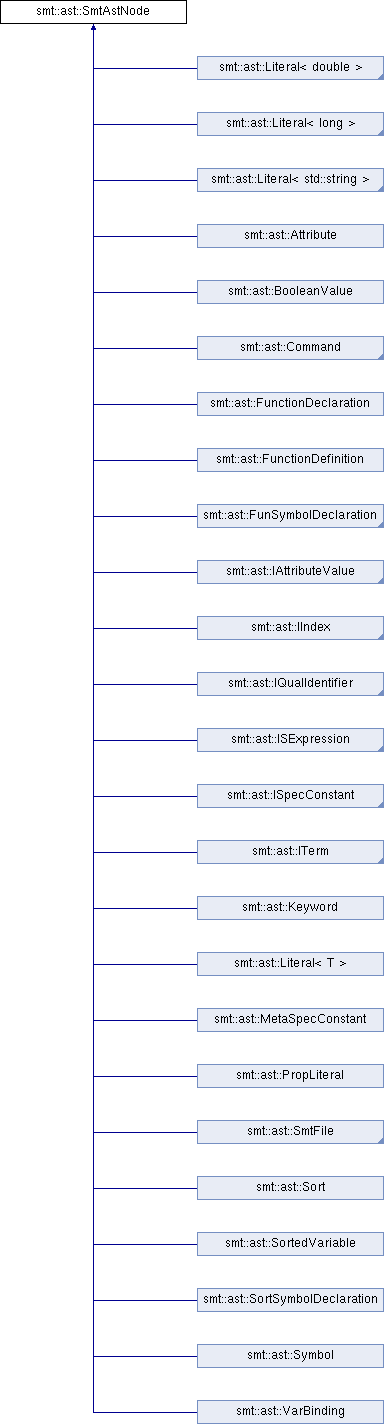 smt::ast::SmtAstNode
smt::ast::Literal< double >
smt::ast::Literal< long >
smt::ast::Literal< std::string >
smt::ast::Attribute
smt::ast::BooleanValue
smt::ast::Command
smt::ast::FunctionDeclaration
smt::ast::FunctionDefinition
smt::ast::FunSymbolDeclaration
smt::ast::IAttributeValue
smt::ast::IIndex
smt::ast::IQualIdentifier
smt::ast::ISExpression
smt::ast::ISpecConstant
smt::ast::ITerm
smt::ast::Keyword
smt::ast::Literal< T >
smt::ast::MetaSpecConstant
smt::ast::PropLiteral
smt::ast::SmtFile
smt::ast::Sort
smt::ast::SortedVariable
smt::ast::SortSymbolDeclaration
smt::ast::Symbol
smt::ast::VarBinding